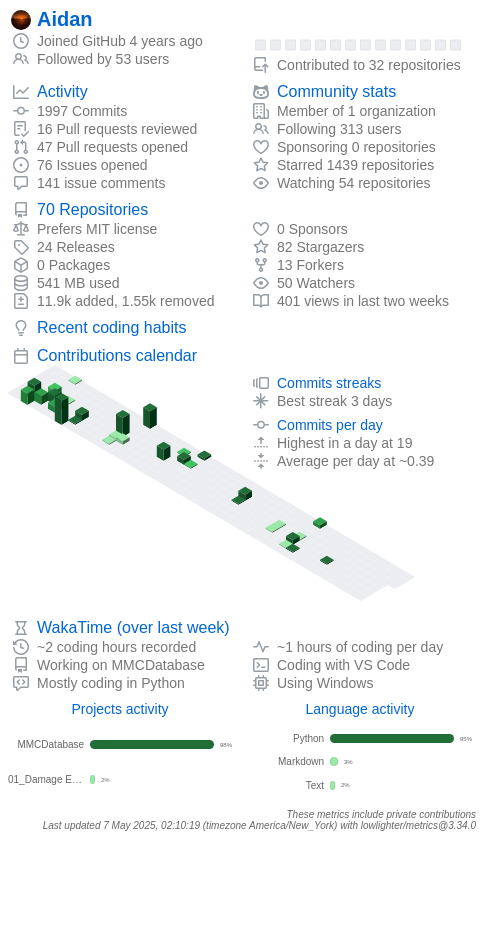 Aidan
Joined GitHub 4 years ago
Followed by 53 users
Contributed to 32 repositories
Activity
1997 Commits
16 Pull requests reviewed
47 Pull requests opened
76 Issues opened
141 issue comments
Community stats
Member of 1 organization
Following 313 users
Sponsoring 0 repositories
Starred 1439 repositories
Watching 54 repositories
70 Repositories
Prefers MIT license
24 Releases
0 Packages
541 MB used
11.9k added, 1.55k removed
0 Sponsors
82 Stargazers
13 Forkers
50 Watchers
401 views in last two weeks
Recent coding habits
Contributions calendar
Commits streaks
Best streak 3 days
Commits per day
Highest in a day at 19
Average per day at ~0.39
WakaTime (over last week)
~2 coding hours recorded
Working on MMCDatabase
Mostly coding in Python
~1 hours of coding per day
Coding with VS Code
Using Windows
Projects activity
MMCDatabase 98%
01_Damage E... 2%
Language activity
Python 95%
Markdown 3%
Text 2%
These metrics include private contributions
Last updated 7 May 2025, 02:10:19 (timezone America/New_York) with lowlighter/metrics@3.34.0